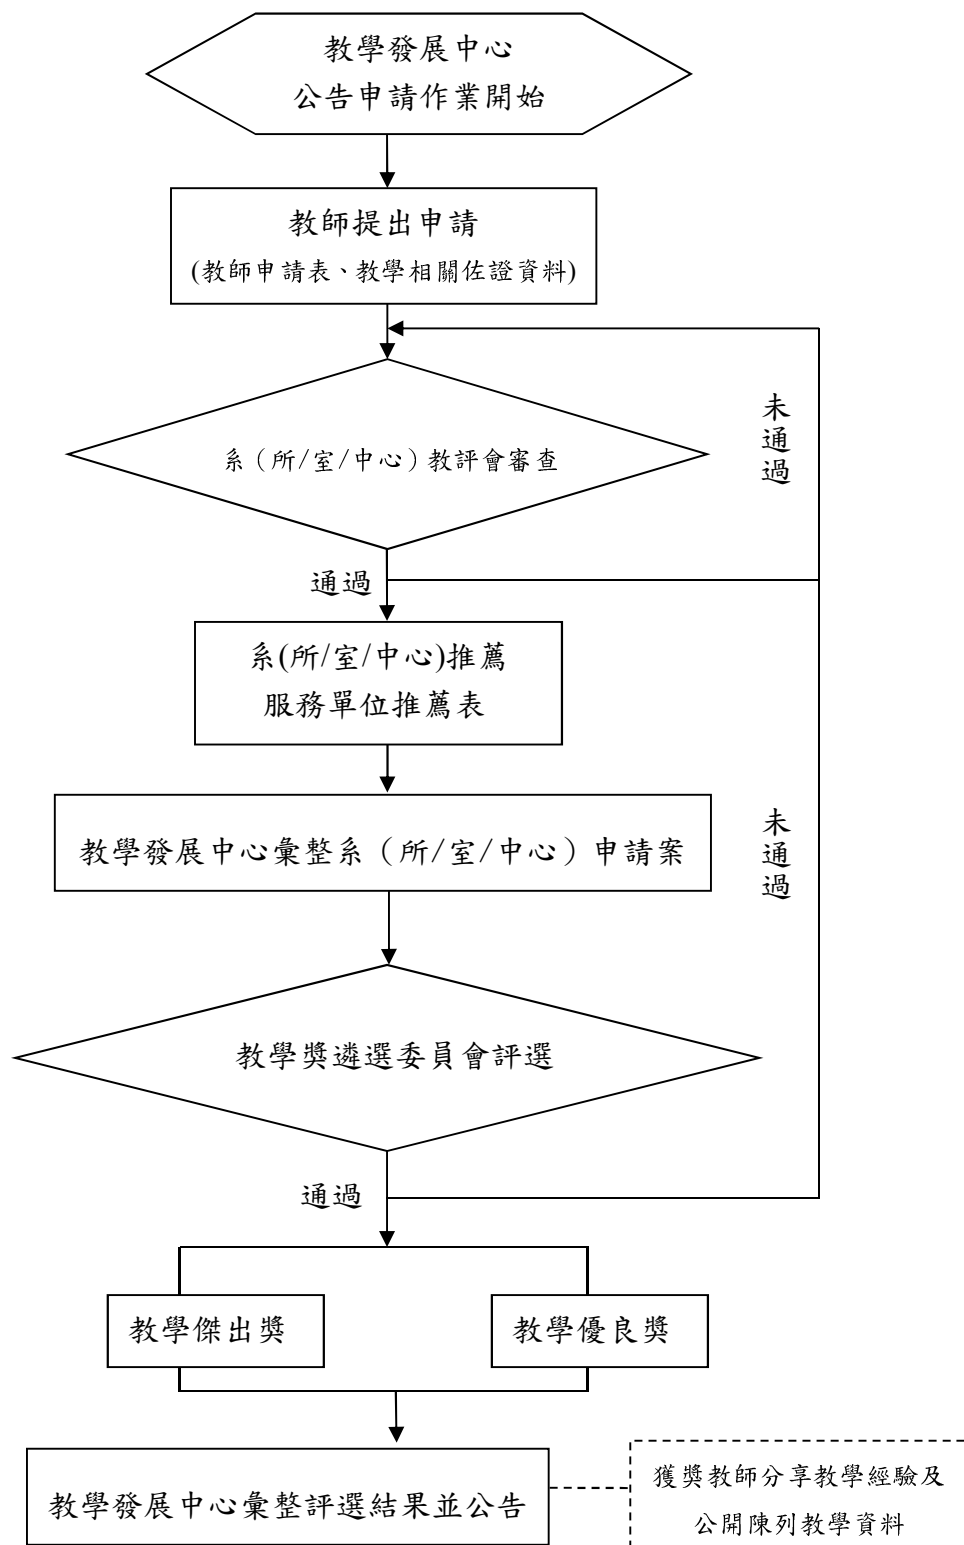 教學發展中心
公告申請作業開始
教師提出申請
(教師申請表、教學相關佐證資料)
系（所/室/中心）教評會審查
未通過
通過
系(所/室/中心)推薦
服務單位推薦表
教學發展中心彙整系（所/室/中心）申請案
未通過
教學獎遴選委員會評選
通過
教學傑出獎
教學優良獎
教學發展中心彙整評選結果並公告
獲獎教師分享教學經驗及
公開陳列教學資料